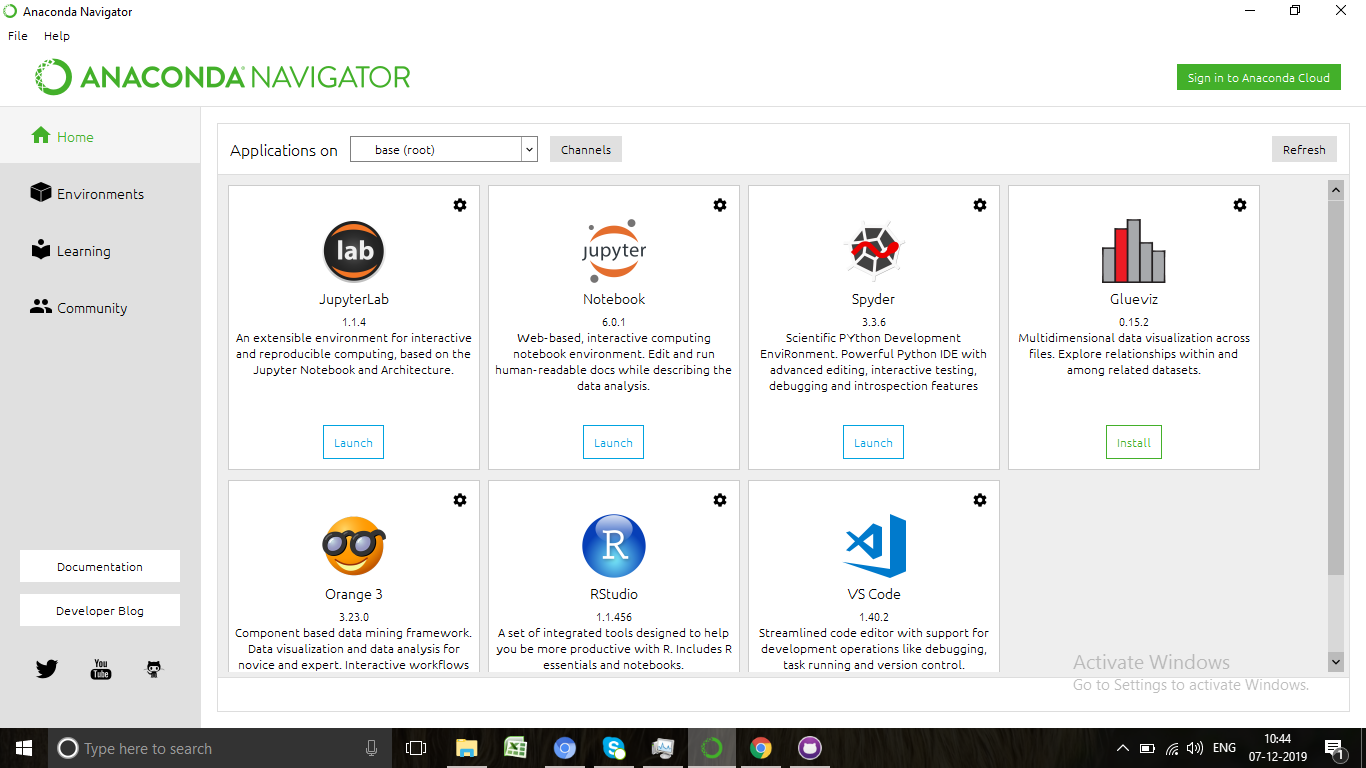 Anaconda Navigator
File Help
ANACONDA NAVIGATOR
Sign in to Anaconda Cloud
Home
Environments
Learning
Community
Documentation
Developer Blog
You
Tube
Applications on base (root) Channels Refresh
lab
JupyterLab
1.1.4
An extensible environment for interactive
and reproducible computing, based on the
Jupyter Notebook and Architecture.
Launch
jupyter
Notebook
6.0.1
Web-based, interactive computing
notebook environment. Edit and run
human-readable docs while describing the
data analysis.
Launch
Spyder
3.3.6
Scientific PYthon Development
EnviRonment. Powerful Python IDE with
advanced editing, interactive testing,
debugging and introspection features
Launch
Glueviz
0.15.2
Multidimensional data visualization across
files. Explore relationships within and
among related datasets.
Install
Orange 3
3.23.0
Component based data mining framework.
Data visualization and data analysis for
novice and expert. Interactive workflows
R
RStudio
1.1.456
A set of integrated tools designed to help
you be more productive with R. Includes R
essentials and notebooks.
VS Code
1.40.2
Streamlined code editor with support for
development operations like debugging,
task running and version control.
Activate Windows
Go to Settings to activate Windows.
Type here to search
ENG
10:44
07-12-2019
1